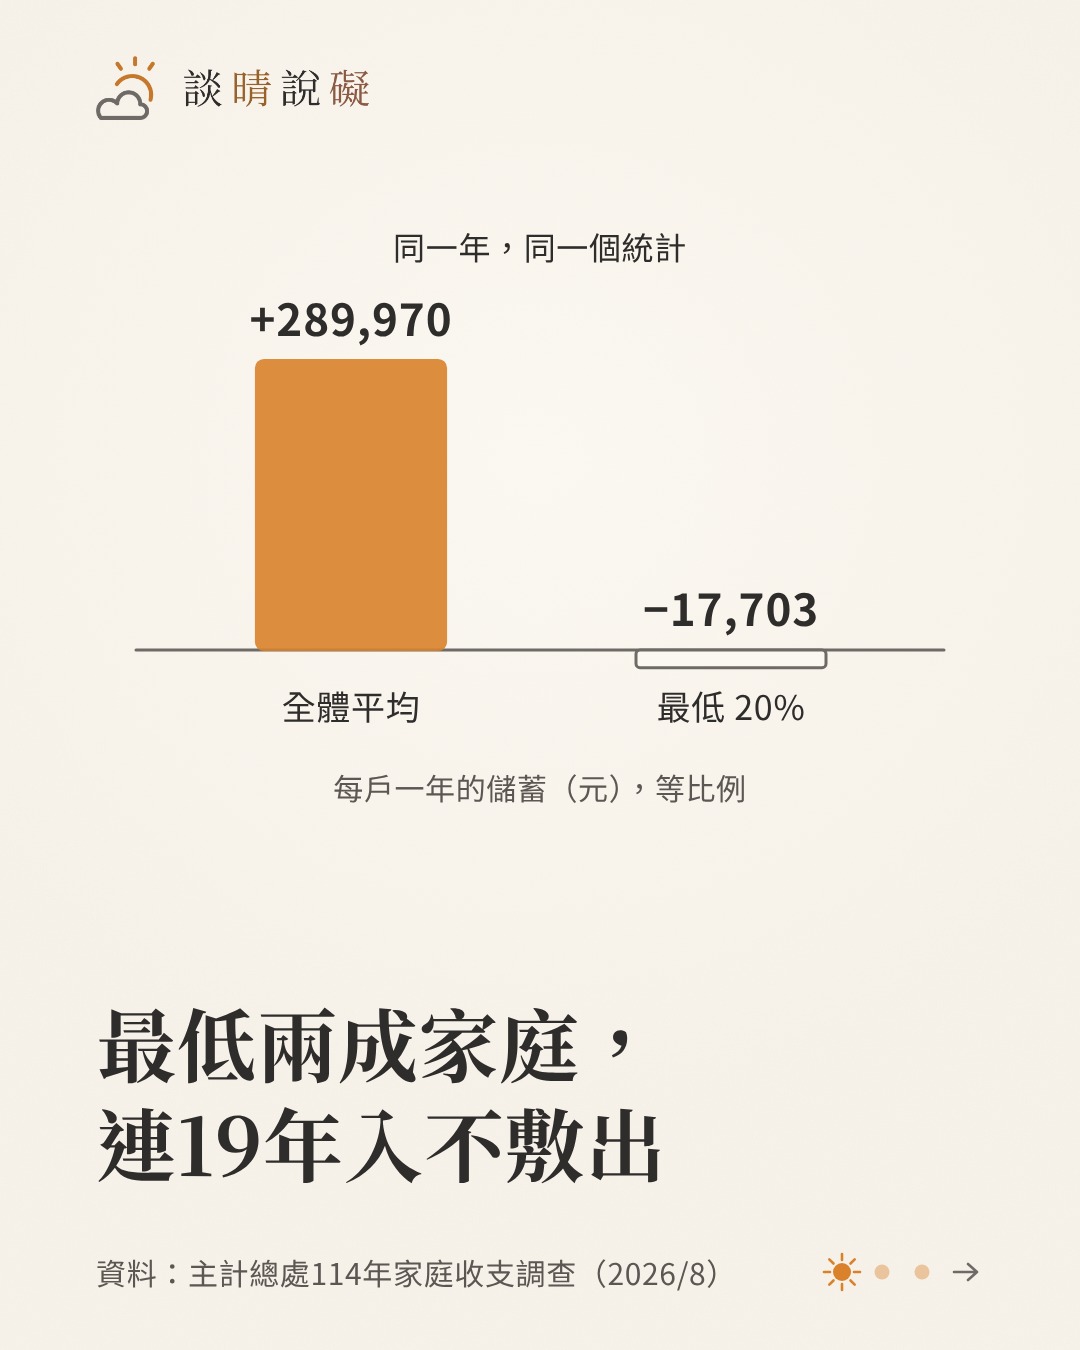 談晴說礙
同一年，同一個統計
+289,970
−17,703
全體平均
最低 20%
每戶一年的儲蓄（元），等比例
最低兩成家庭，
連19年入不敷出
資料：主計總處114年家庭收支調查（2026/8）